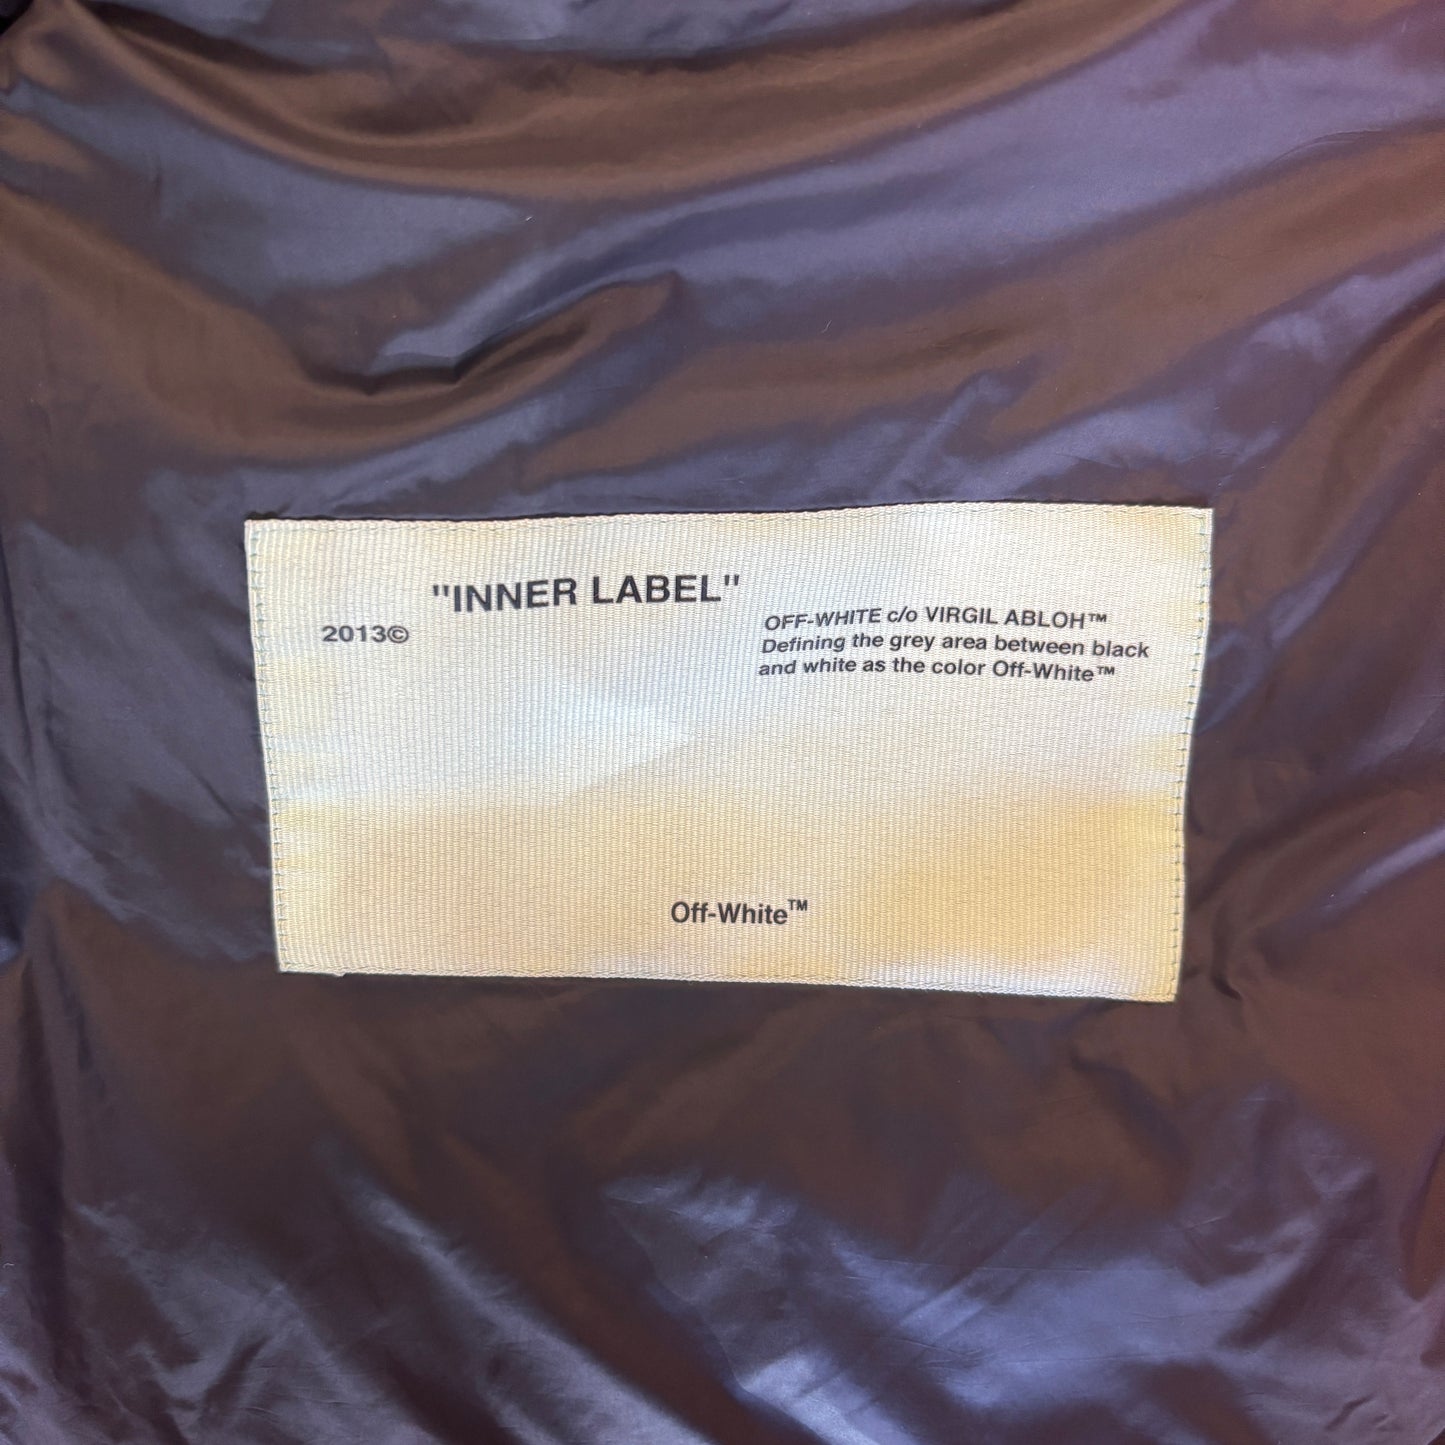 "INNER LABEL"
2013©
OFF-WHITE c/o VIRGIL ABLOH™
Defining the grey area between black
and white as the color Off-White™
Off-White™